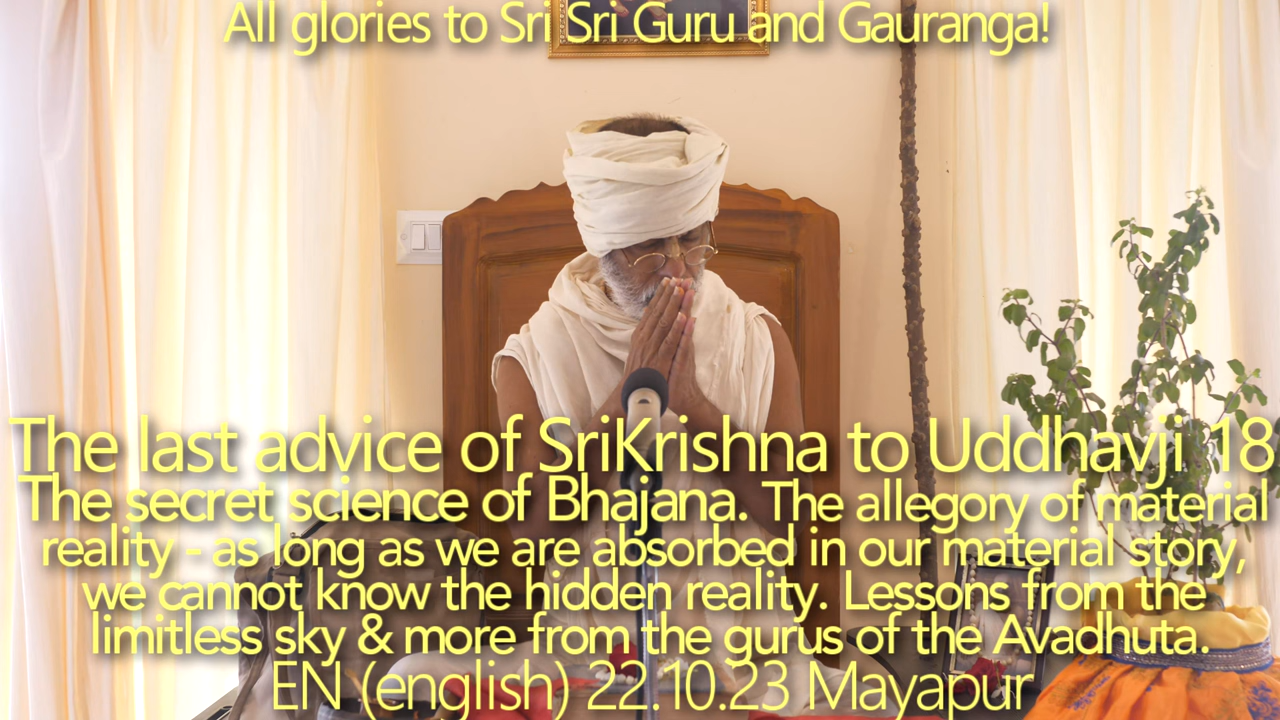 All glories to Sri Sri Guru and Gauranga!
The last advice of SriKrishna to Uddhavji 18
The secret science of Bhajana. The allegory of material
reality - as long as we are absorbed in our material story,
we cannot know the hidden reality. Lessons from the
limitless sky & more from the gurus of the Avadhuta.
EN (english) 22.10.23 Mayapur